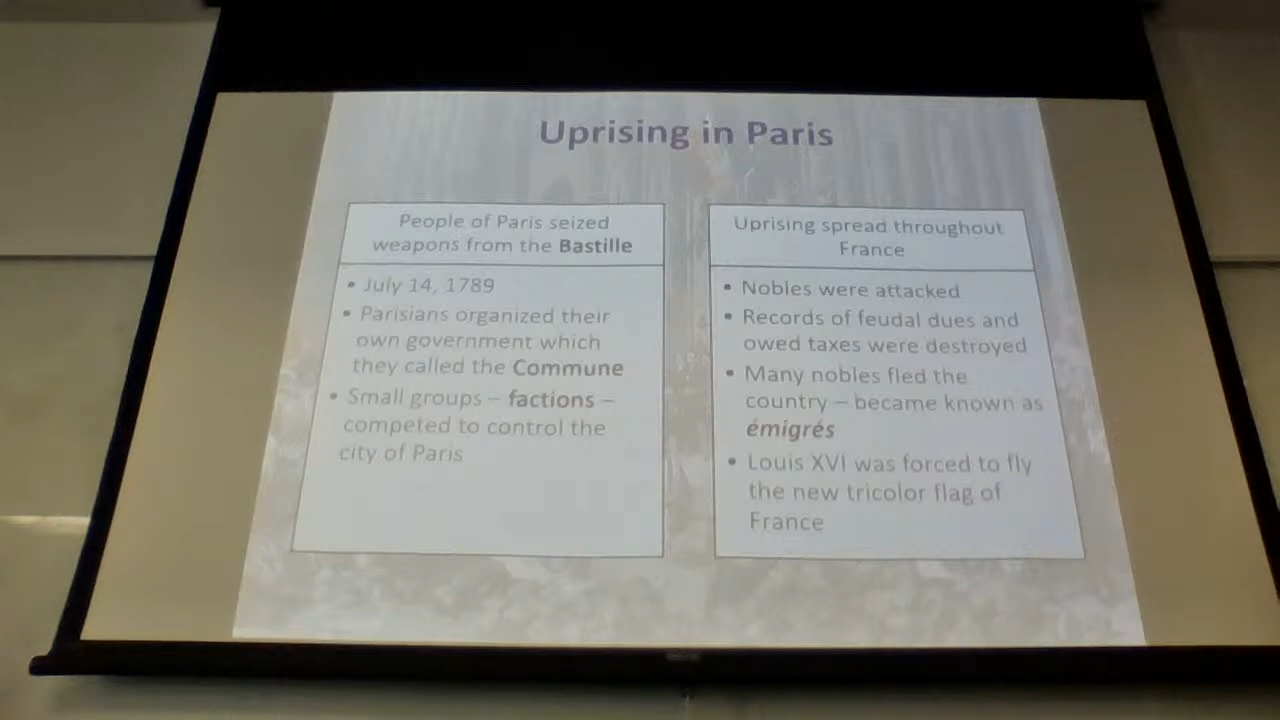 Uprising in Paris
People of Paris seized
weapons from the Bastille
• July 14, 1789
• Parisians organized their
own government which
they called the Commune
• Small groups – factions –
competed to control the
city of Paris
Uprising spread throughout
France
• Nobles were attacked
• Records of feudal dues and
owed taxes were destroyed
• Many nobles fled the
country – became known as
émigrés
• Louis XVI was forced to fly
the new tricolor flag of
France